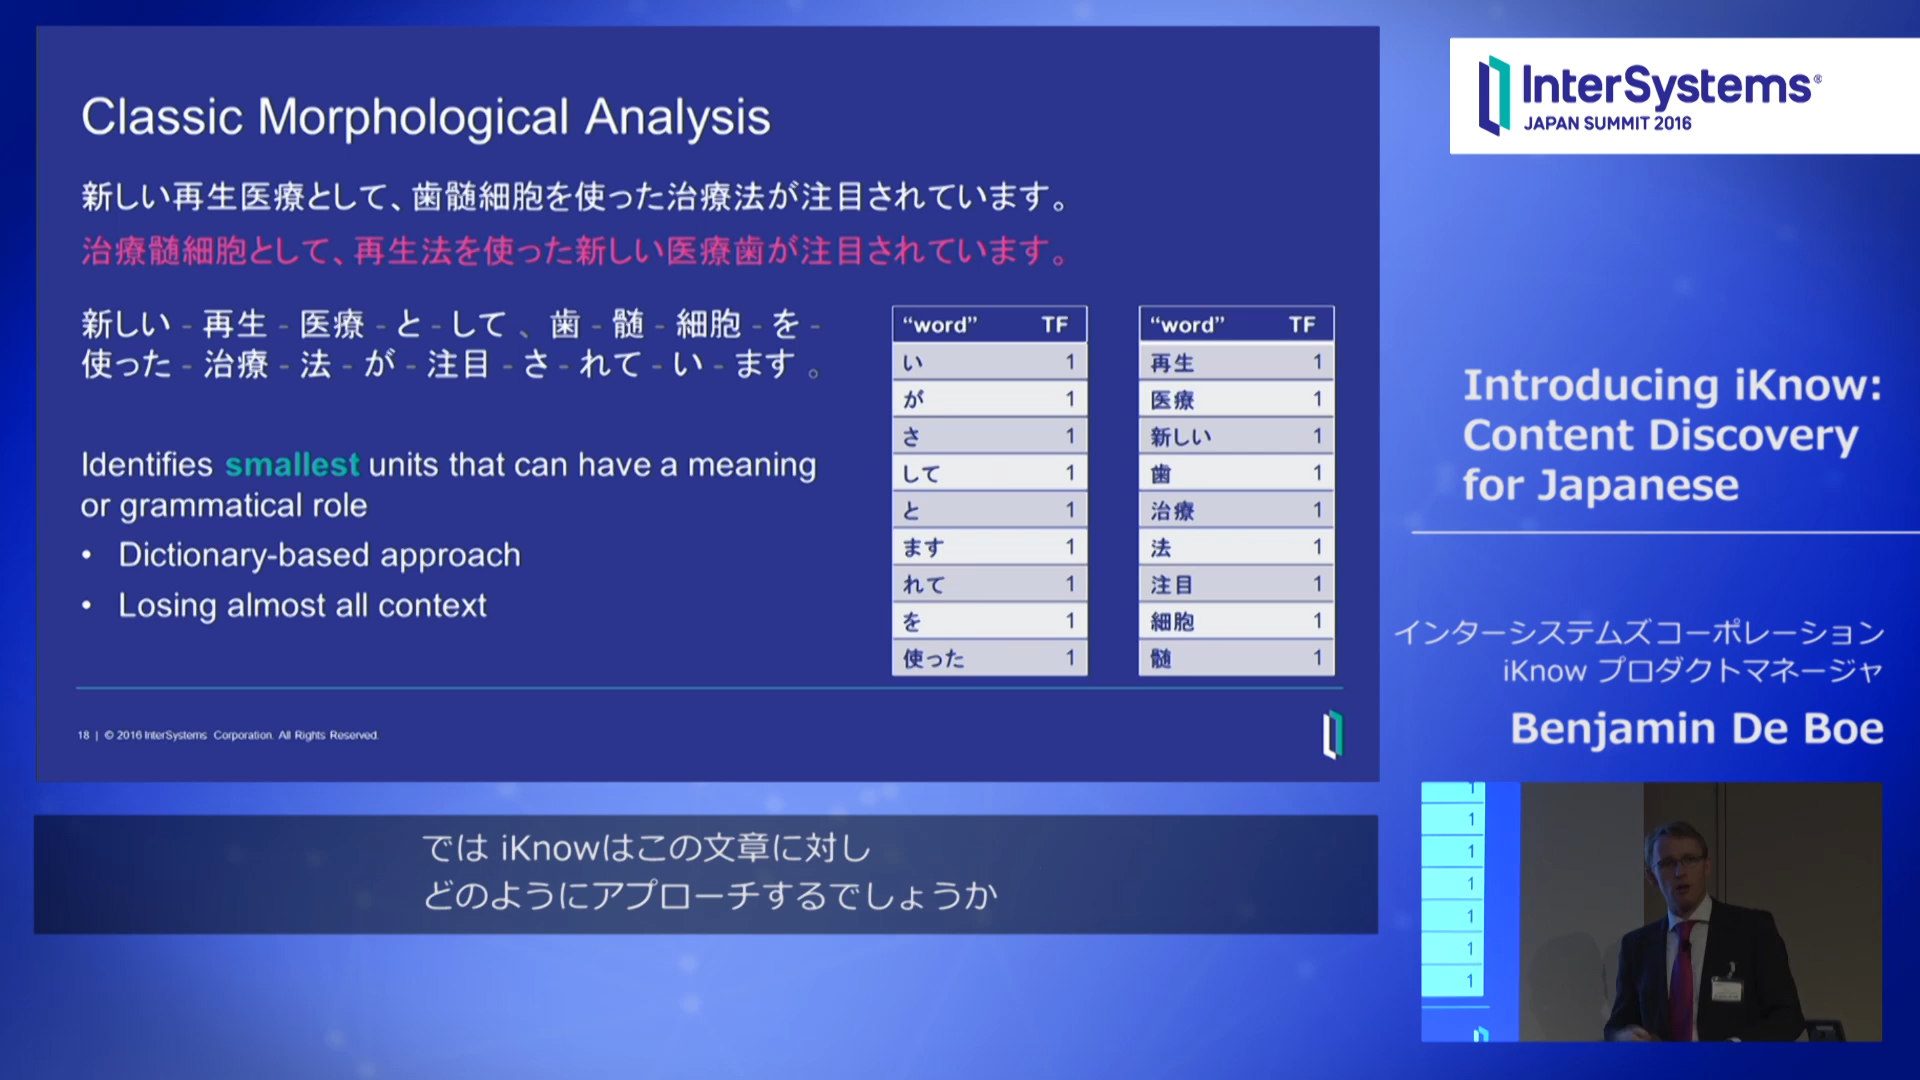 Classic Morphological Analysis
新しい再生医療として、歯髄細胞を使った治療法が注目されています。
治療髄細胞として、再生法を使った新しい医療歯が注目されています。
新しい - 再生 - 医療 - と - して 、 歯 - 髄 - 細胞 - を -
使った - 治療 - 法 - が - 注目 - さ - れて - い - ます 。
Identifies smallest units that can have a meaning
or grammatical role
• Dictionary-based approach
• Losing almost all context
“word” TF
い 1
が 1
さ 1
して 1
と 1
ます 1
れて 1
を 1
使った 1
“word” TF
再生 1
医療 1
新しい 1
歯 1
治療 1
法 1
注目 1
細胞 1
髄 1
18 | © 2016 InterSystems Corporation. All Rights Reserved.
InterSystems®
JAPAN SUMMIT 2016
Introducing iKnow:
Content Discovery
for Japanese
インターシステムズコーポレーション
iKnow プロダクトマネージャ
Benjamin De Boe
1
1
1
1
1
1
1
では iKnowはこの文章に対し
どのようにアプローチするでしょうか